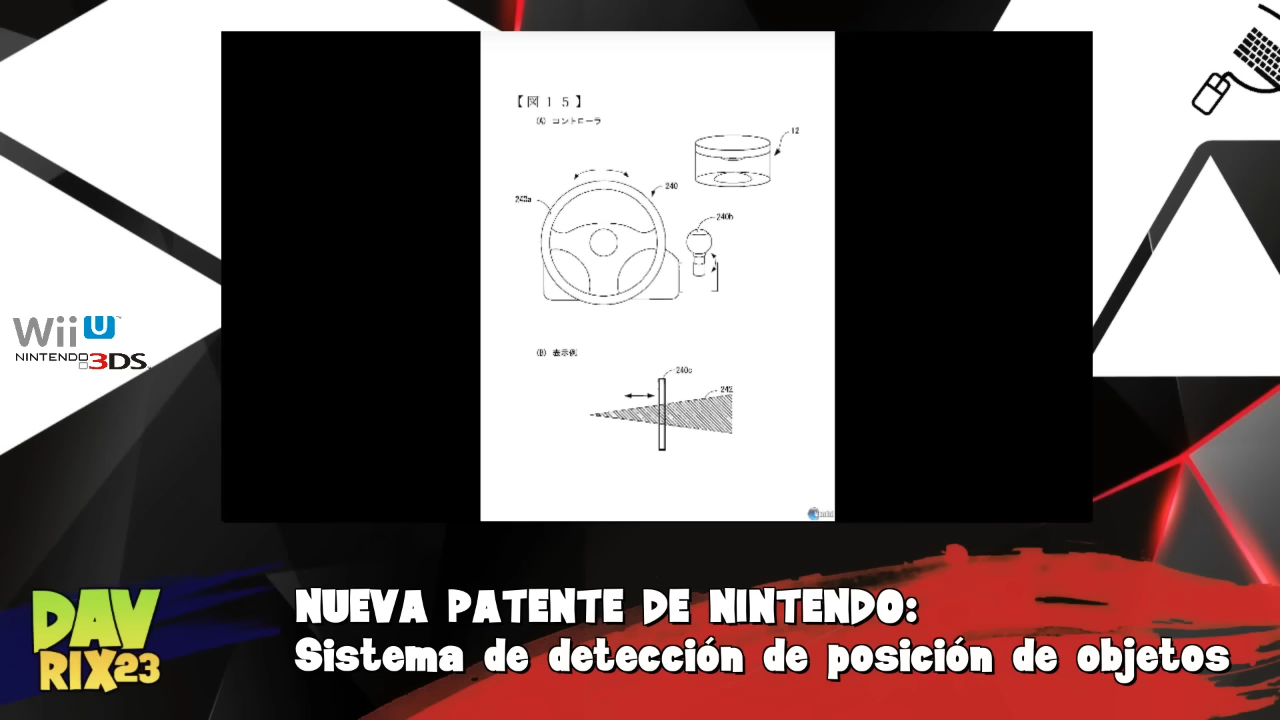 【図１５】
(A) コントローラ
12
240
240a
240b
(B) 表示例
240c
242
Wii U
NINTENDO 3DS
DAV
RIX23
NUEVA PATENTE DE NINTENDO:
Sistema de detección de posición de objetos